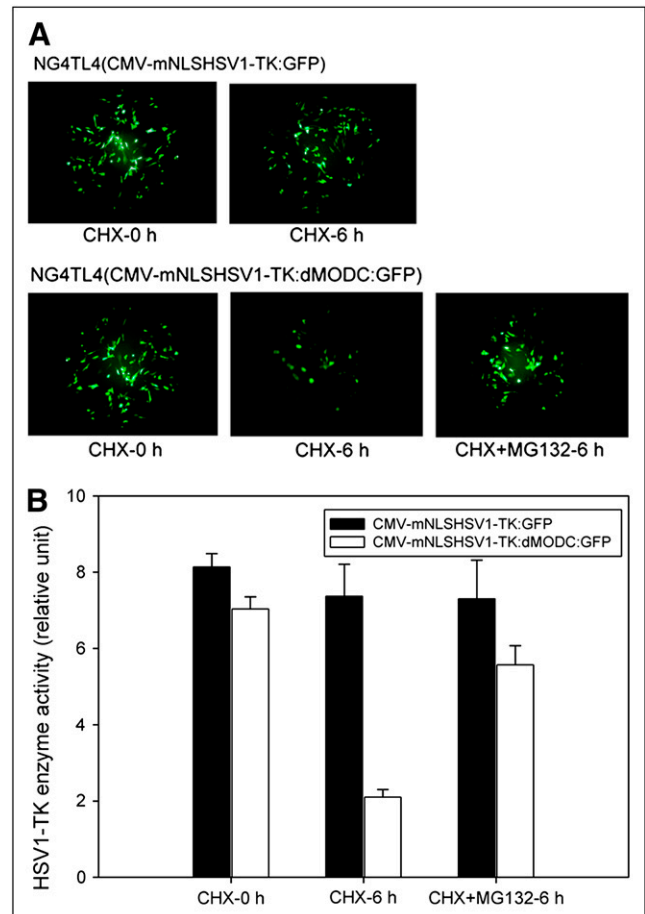 A
NG4TL4(CMV-mNLSHSV1-TK:GFP)
CHX-0 h
CHX-6 h
NG4TL4(CMV-mNLSHSV1-TK:dMODC:GFP)
CHX-0 h
CHX-6 h
CHX+MG132-6 h
B
HSV1-TK enzyme activity (relative unit)
10
8
6
4
2
0
CMV-mNLSHSV1-TK:GFP
CMV-mNLSHSV1-TK:dMODC:GFP
CHX-0 h
CHX-6 h
CHX+MG132-6 h